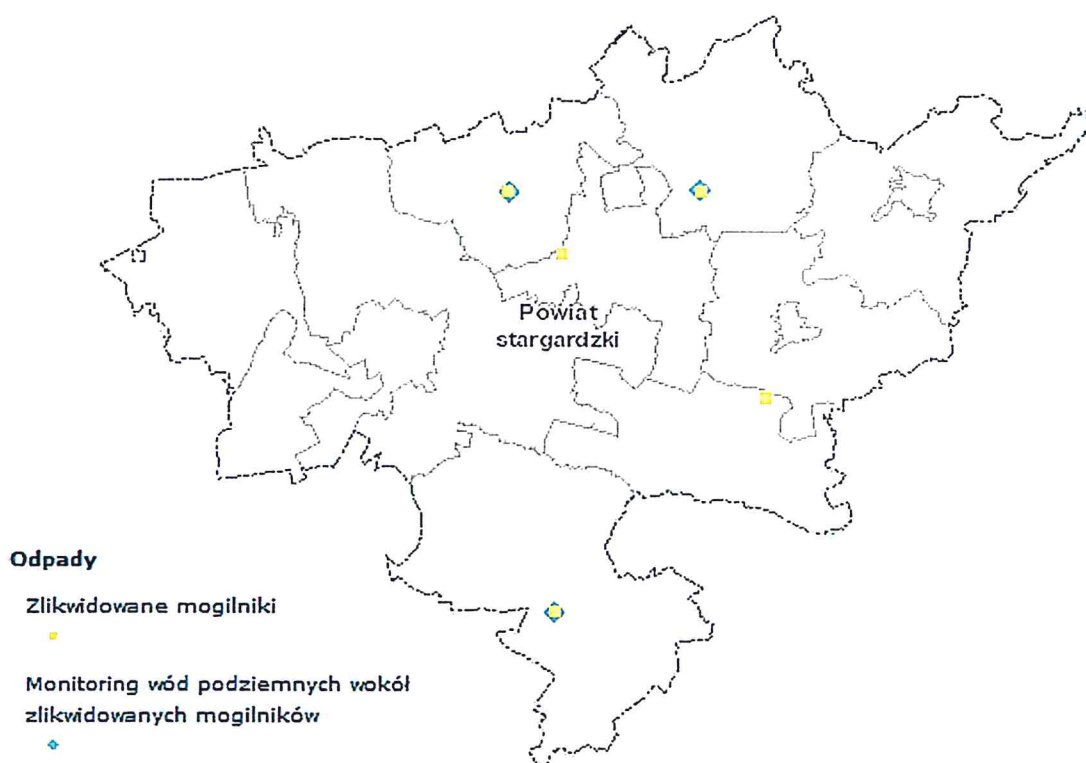 Powiat
stargardzki
Odpady
Zlikwidowane mogilniki
Monitoring wód podziemnych wokół
zlikwidowanych mogilników